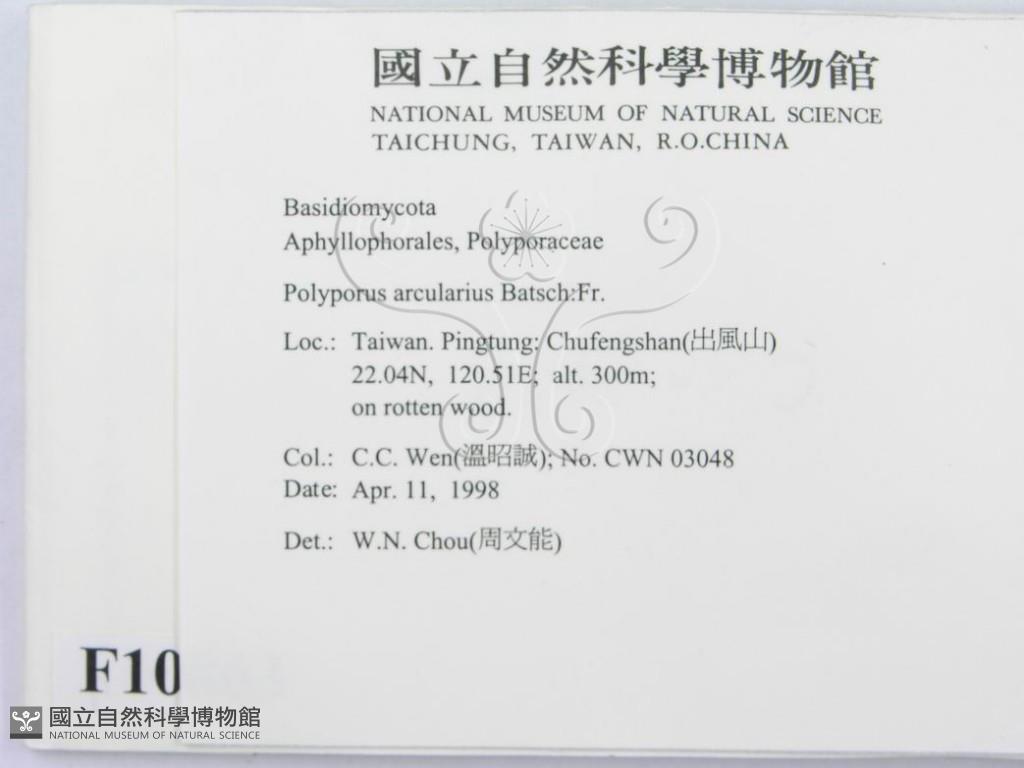 國立自然科學博物館
NATIONAL MUSEUM OF NATURAL SCIENCE
TAICHUNG, TAIWAN, R.O.CHINA
Basidiomycota
Aphyllophorales, Polyporaceae
Polyporus arcularius Batsch:Fr.
Loc.: Taiwan. Pingtung: Chufengshan(出風山)
22.04N, 120.51E; alt. 300m;
on rotten wood.
Col.: C.C. Wen(溫昭誠); No. CWN 03048
Date: Apr. 11, 1998
Det.: W.N. Chou(周文能)
F10
國立自然科學博物館
NATIONAL MUSEUM OF NATURAL SCIENCE